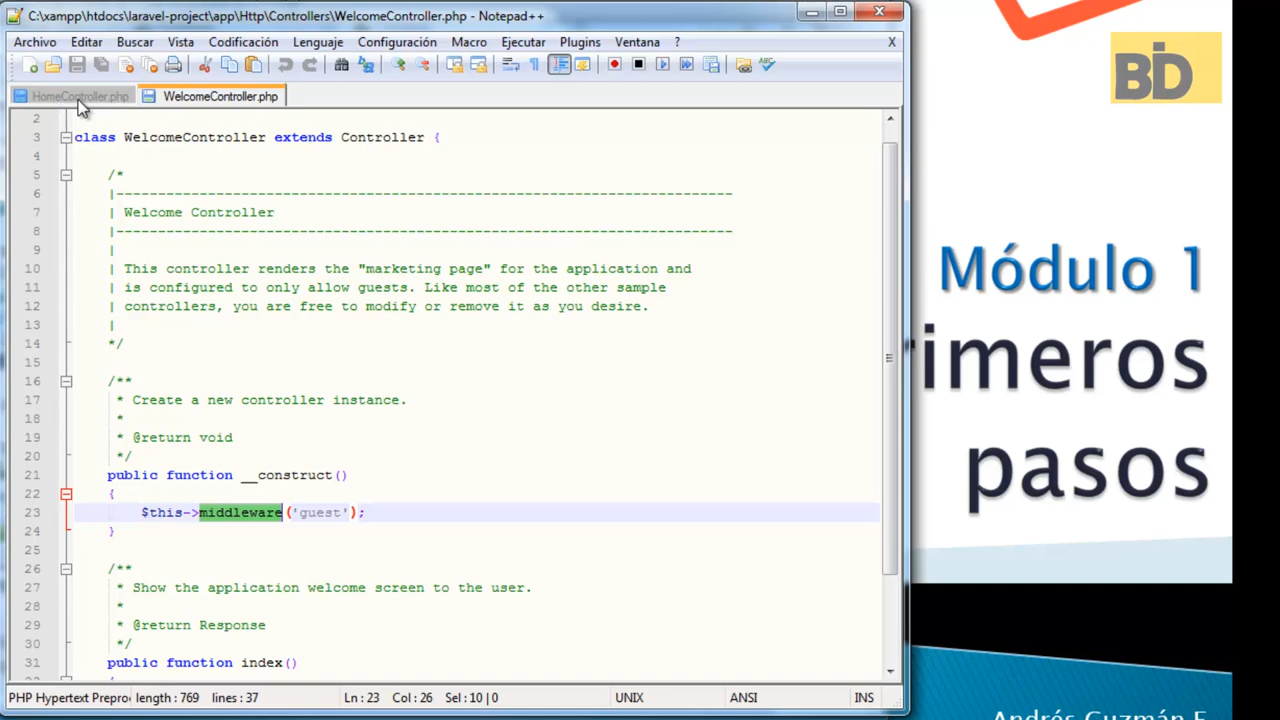 C:\xampp\htdocs\laravel-project\app\Http\Controllers\WelcomeController.php - Notepad++
Archivo Editar Buscar Vista Codificación Lenguaje Configuración Macro Ejecutar Plugins Ventana ? X
HomeController.php WelcomeController.php
2
3 class WelcomeController extends Controller {
4
5 /*
6 |--------------------------------------------------------------------------
7 | Welcome Controller
8 |--------------------------------------------------------------------------
9 |
10 | This controller renders the "marketing page" for the application and
11 | is configured to only allow guests. Like most of the other sample
12 | controllers, you are free to modify or remove it as you desire.
13 |
14 */
15
16 /**
17 * Create a new controller instance.
18 *
19 * @return void
20 */
21 public function __construct()
22 {
23 $this->middleware('guest');
24 }
25
26 /**
27 * Show the application welcome screen to the user.
28 *
29 * @return Response
30 */
31 public function index()
PHP Hypertext Preproc length : 769 lines : 37 Ln : 23 Col : 26 Sel : 10 | 0 UNIX ANSI INS
BD
Módulo 1
rimeros
pasos
Andrés Guzmán F